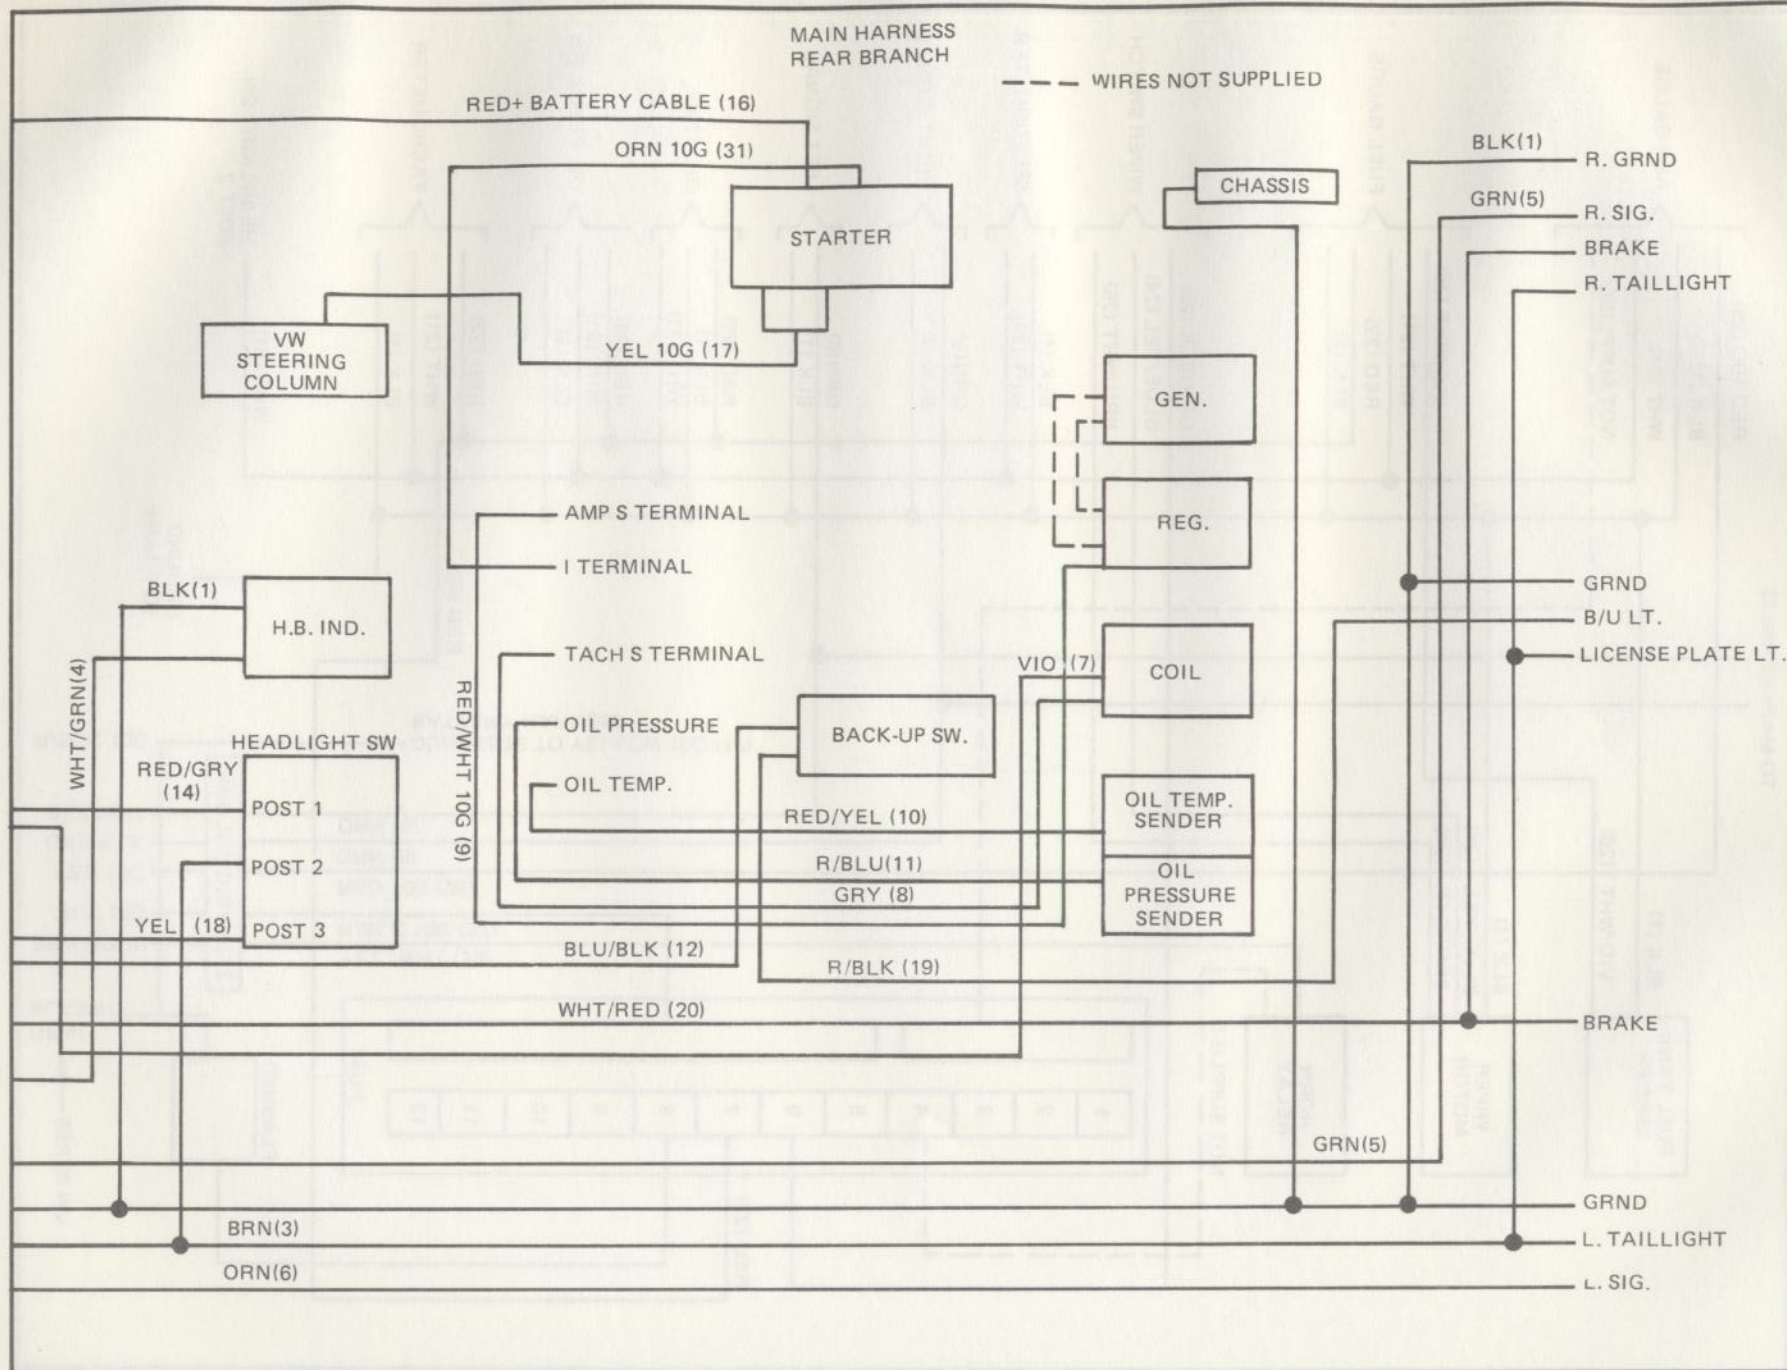 MAIN HARNESS
REAR BRANCH
WIRES NOT SUPPLIED
RED+ BATTERY CABLE (16)
ORN 10G (31)
STARTER
CHASSIS
BLK(1)
R. GRND
GRN(5)
R. SIG.
BRAKE
R. TAILLIGHT
VW
STEERING
COLUMN
YEL 10G (17)
GEN.
REG.
AMP S TERMINAL
I TERMINAL
BLK(1)
H.B. IND.
WHT/GRN(4)
TACH S TERMINAL
RED/WHT 10G (9)
VIO (7)
COIL
GRND
B/U LT.
LICENSE PLATE LT.
OIL PRESSURE
BACK-UP SW.
HEADLIGHT SW
RED/GRY
(14)
POST 1
POST 2
YEL (18)
POST 3
OIL TEMP.
RED/YEL (10)
OIL TEMP.
SENDER
R/BLU(11)
GRY (8)
OIL
PRESSURE
SENDER
BLU/BLK (12)
R/BLK (19)
WHT/RED (20)
BRAKE
GRN(5)
GRND
BRN(3)
L. TAILLIGHT
ORN(6)
L. SIG.